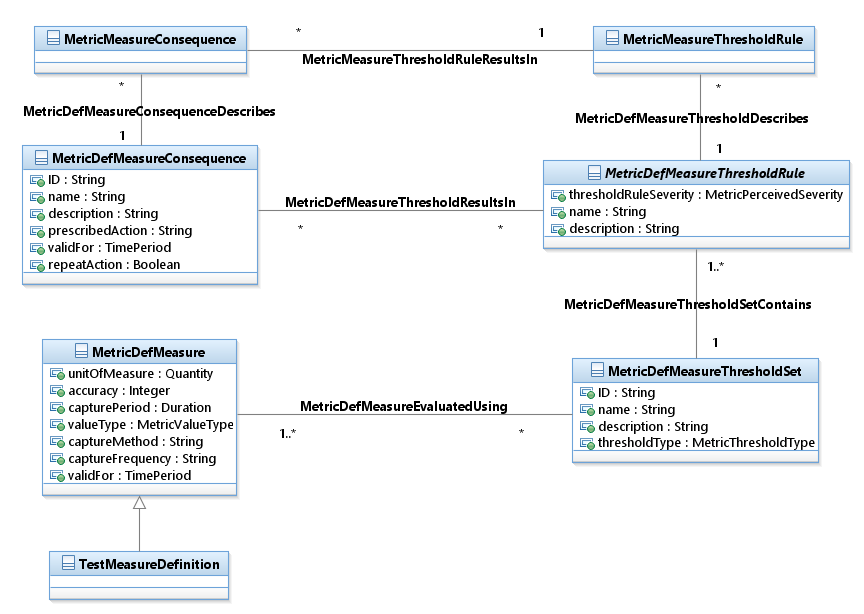 MetricMeasureConsequence
* 1
MetricMeasureThresholdRule
MetricMeasureThresholdRuleResultsIn
*
MetricDefMeasureConsequenceDescribes
1
*
MetricDefMeasureThresholdDescribes
1
MetricDefMeasureConsequence
ID : String
name : String
description : String
prescribedAction : String
validFor : TimePeriod
repeatAction : Boolean
MetricDefMeasureThresholdResultsIn
* *
MetricDefMeasureThresholdRule
thresholdRuleSeverity : MetricPerceivedSeverity
name : String
description : String
1..*
MetricDefMeasureThresholdSetContains
1
MetricDefMeasure
unitOfMeasure : Quantity
accuracy : Integer
capturePeriod : Duration
valueType : MetricValueType
captureMethod : String
captureFrequency : String
validFor : TimePeriod
MetricDefMeasureEvaluatedUsing
1..* *
MetricDefMeasureThresholdSet
ID : String
name : String
description : String
thresholdType : MetricThresholdType
TestMeasureDefinition